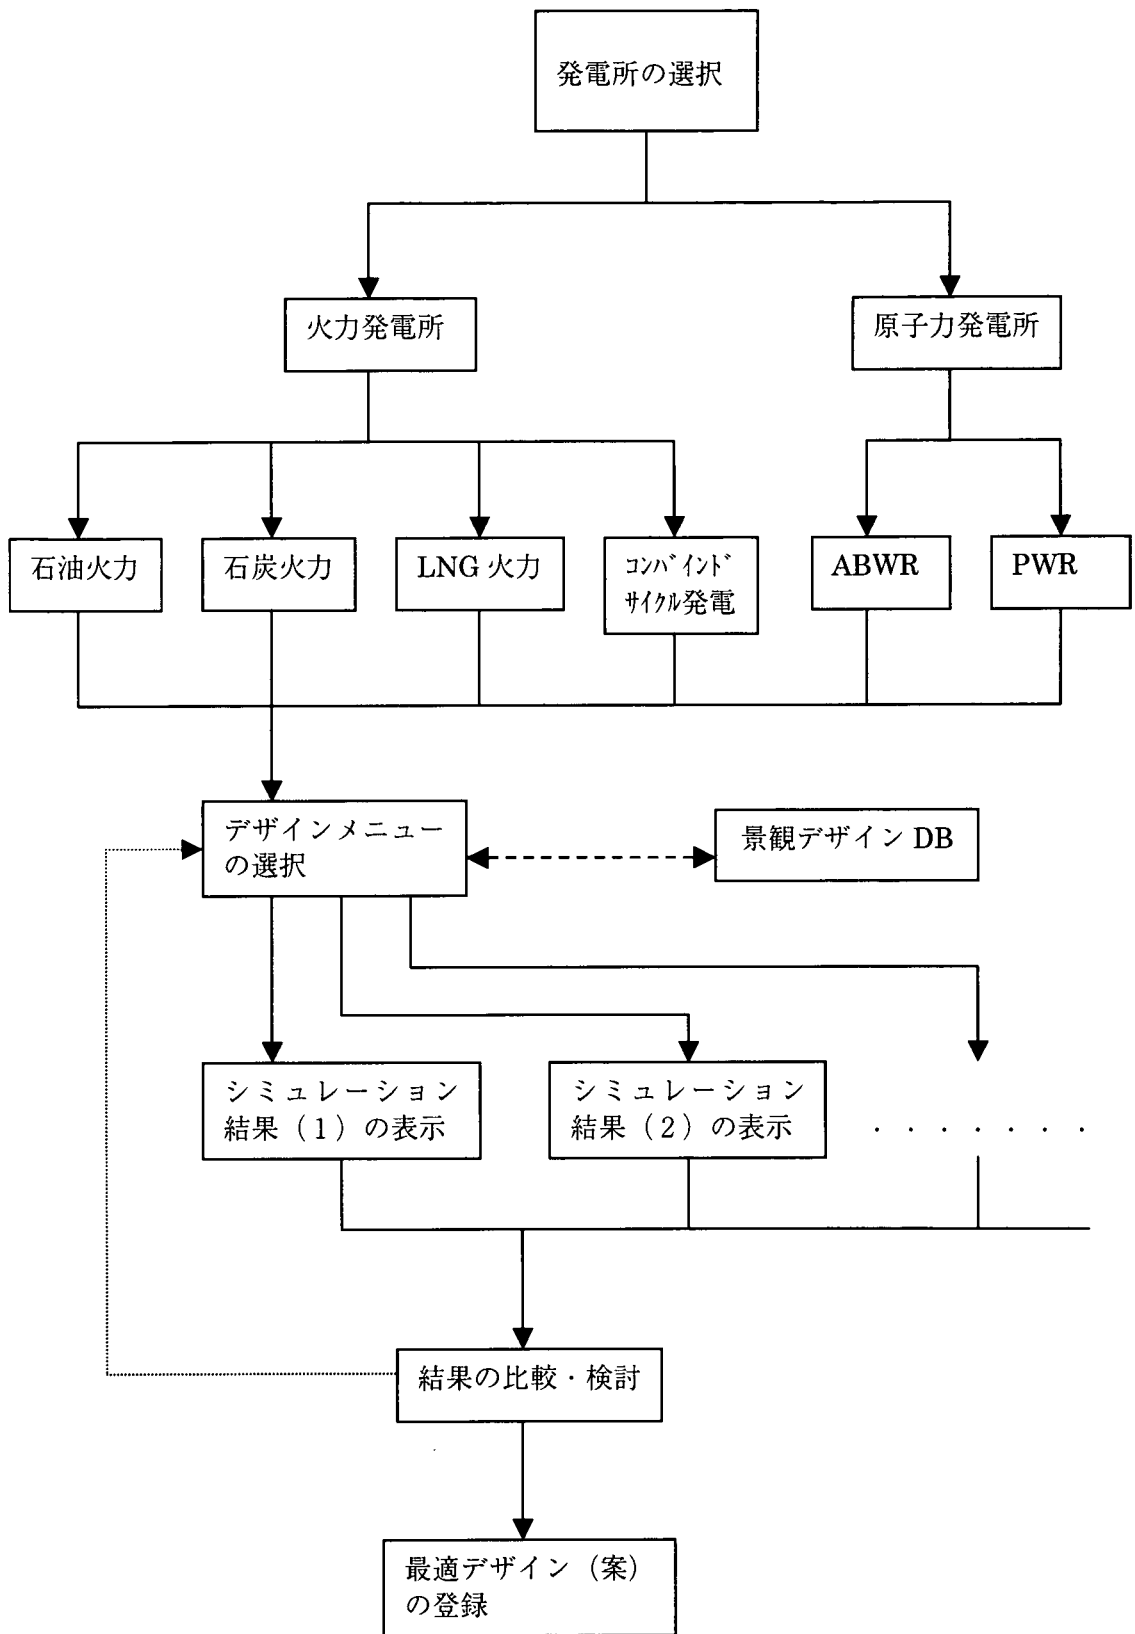 発電所の選択
火力発電所
原子力発電所
石油火力
石炭火力
LNG 火力
ｺﾝﾊﾞｲﾝﾄﾞ
ｻｲｸﾙ発電
ABWR
PWR
デザインメニュー
の選択
景観デザイン DB
シミュレーション
結果（1）の表示
シミュレーション
結果（2）の表示
. . . . . . .
結果の比較・検討
最適デザイン（案）
の登録